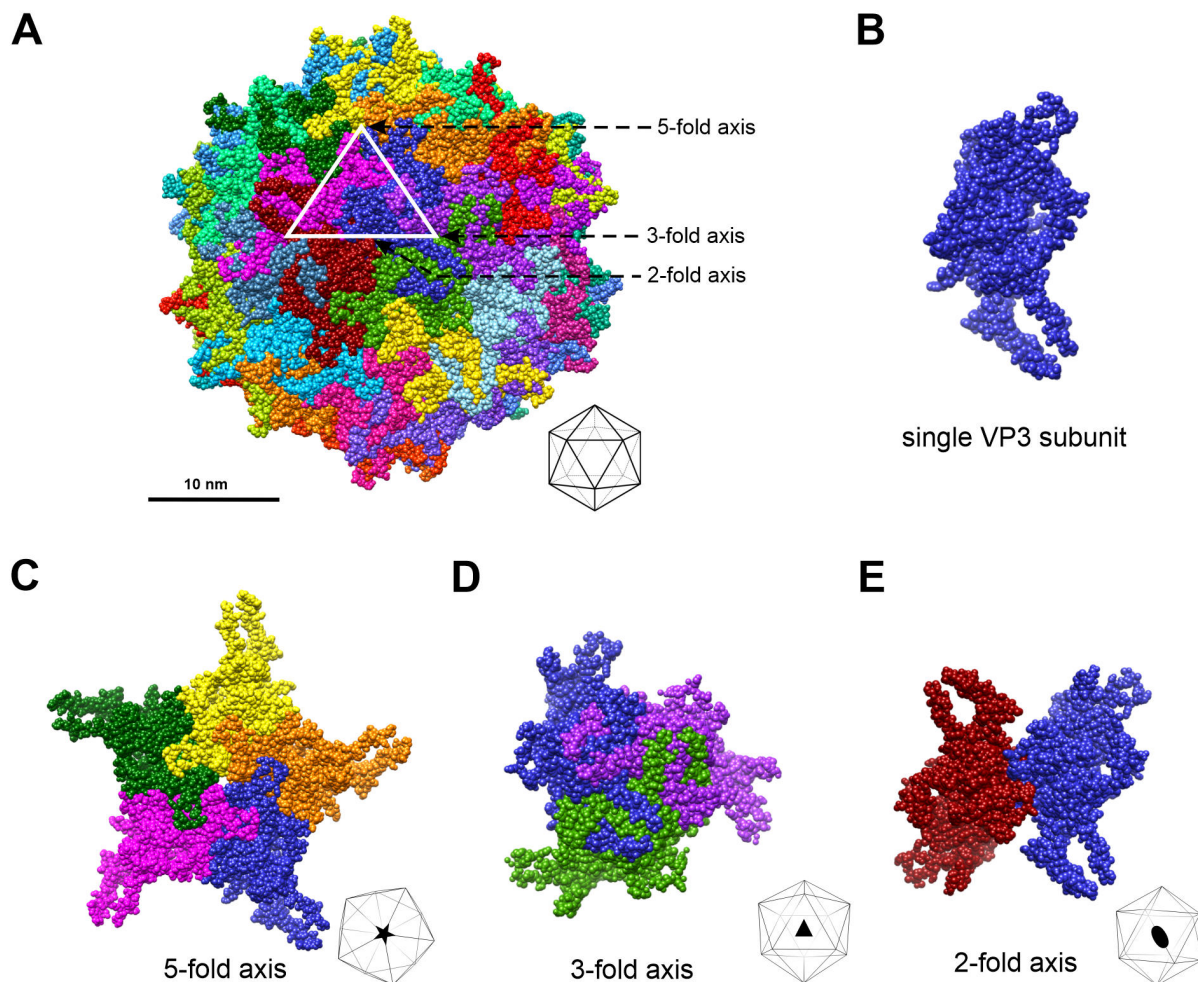 A
B
5-fold axis
3-fold axis
2-fold axis
single VP3 subunit
10 nm
C
D
E
5-fold axis
3-fold axis
2-fold axis